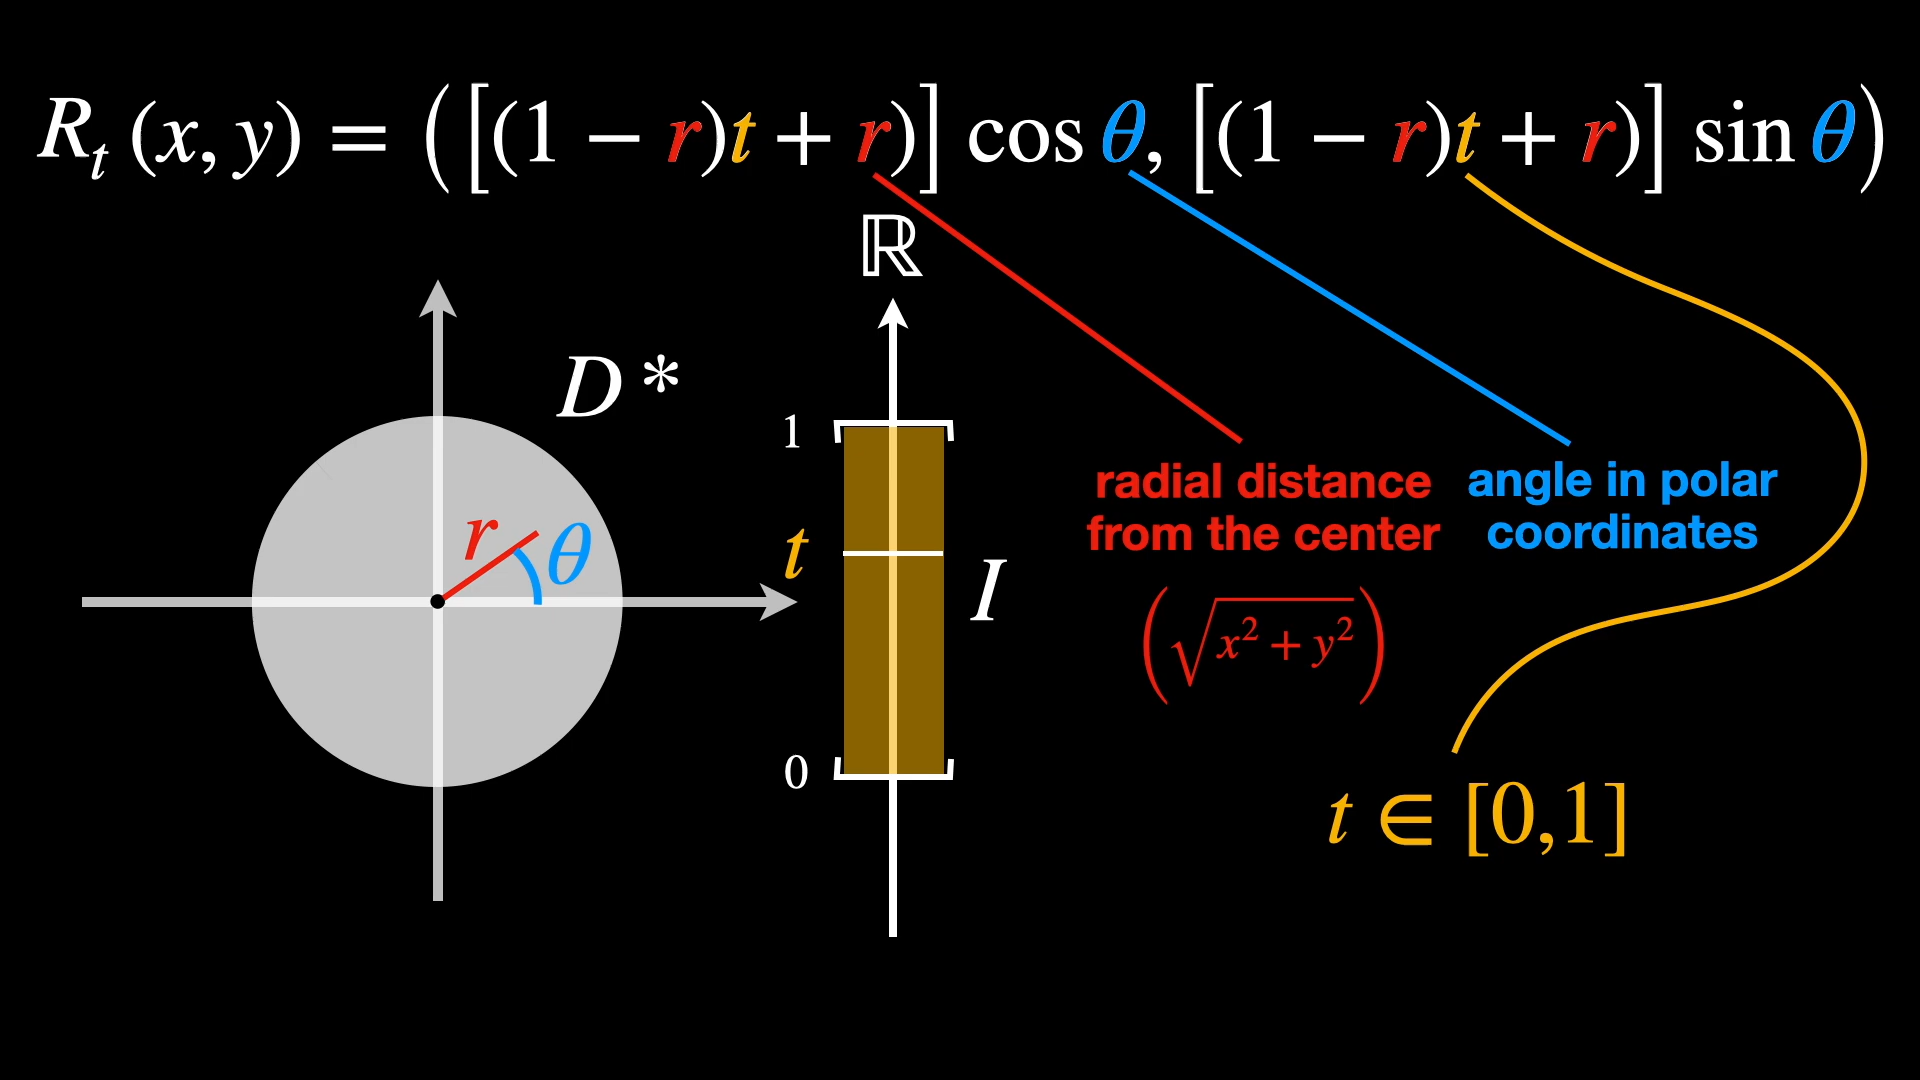 R_t (x, y) = ([(1 − r)t + r)] cos θ, [(1 − r)t + r)] sin θ)
ℝ
D *
1
r
θ
t
I
0
radial distance
from the center
(√x² + y²)
angle in polar
coordinates
t ∈ [0,1]